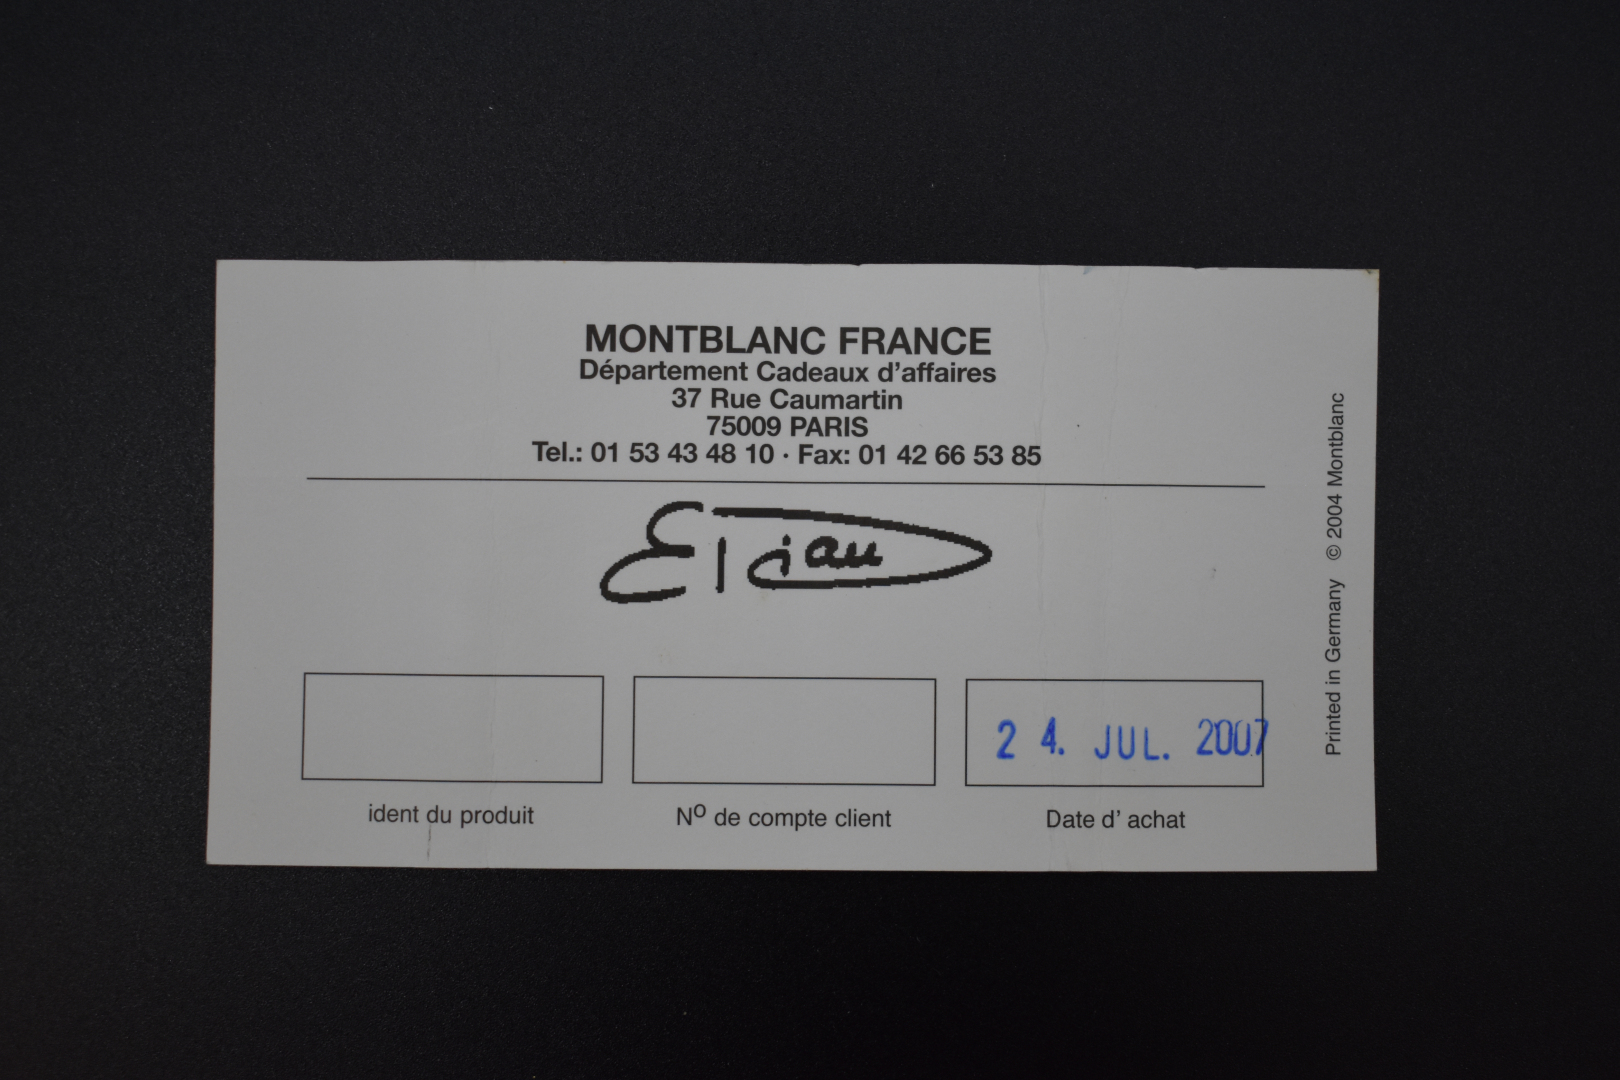 MONTBLANC FRANCE
Département Cadeaux d'affaires
37 Rue Caumartin
75009 PARIS
Tel.: 01 53 43 48 10 · Fax: 01 42 66 53 85
24. JUL. 2007
ident du produit
Nº de compte client
Date d' achat
Printed in Germany © 2004 Montblanc